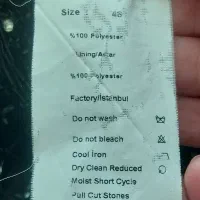 Size 48
%100 Polyester
Lining/Astar
%100 Polyester
Factory/Istanbul
Do not wash
Do not bleach
Cool İron
Dry Clean Reduced
Moist Short Cycle
Pull Cut Stones